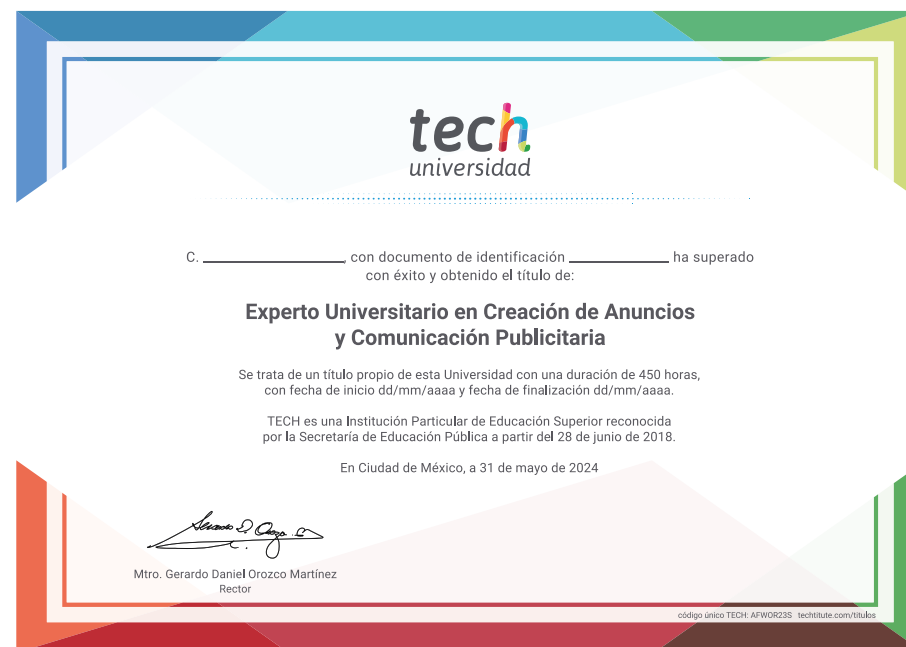 tech
universidad
C. ____________, con documento de identificación ____________ ha superado
con éxito y obtenido el título de:
Experto Universitario en Creación de Anuncios
y Comunicación Publicitaria
Se trata de un título propio de esta Universidad con una duración de 450 horas,
con fecha de inicio dd/mm/aaaa y fecha de finalización dd/mm/aaaa.
TECH es una Institución Particular de Educación Superior reconocida
por la Secretaría de Educación Pública a partir del 28 de junio de 2018.
En Ciudad de México, a 31 de mayo de 2024
Mtro. Gerardo Daniel Orozco Martínez
Rector
código único TECH: AFWOR23S techtitute.com/titulos